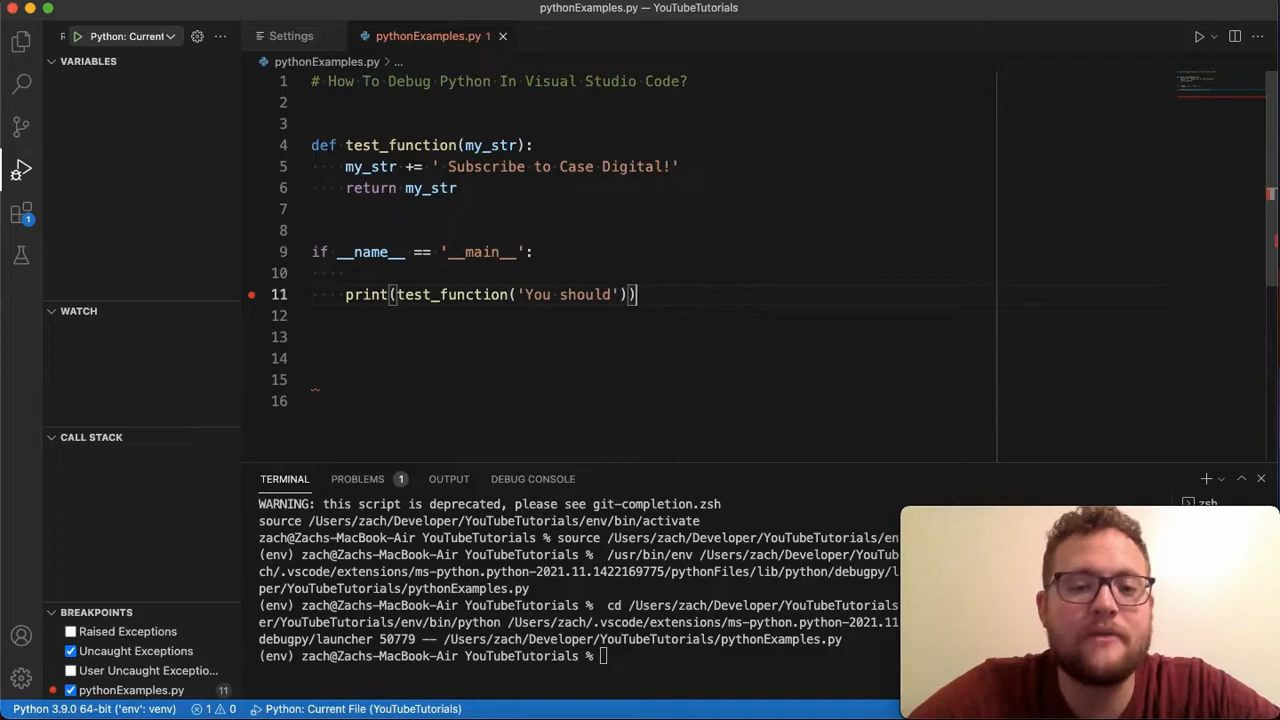 pythonExamples.py — YouTubeTutorials
Python: Current
Settings
pythonExamples.py 1
VARIABLES
pythonExamples.py > ...
1 # How To Debug Python In Visual Studio Code?
2
3
4 def test_function(my_str):
5 my_str += ' Subscribe to Case Digital!'
6 return my_str
7
8
9 if __name__ == '__main__':
10
11 print(test_function('You should'))
12
13
14
15
16
WATCH
CALL STACK
BREAKPOINTS
Raised Exceptions
Uncaught Exceptions
User Uncaught Exceptio...
pythonExamples.py 11
1
TERMINAL PROBLEMS 1 OUTPUT DEBUG CONSOLE
zsh
WARNING: this script is deprecated, please see git-completion.zsh
source /Users/zach/Developer/YouTubeTutorials/env/bin/activate
zach@Zachs-MacBook-Air YouTubeTutorials % source /Users/zach/Developer/YouTubeTutorials/en
(env) zach@Zachs-MacBook-Air YouTubeTutorials % /usr/bin/env /Users/zach/Developer/YouTub
ch/.vscode/extensions/ms-python.python-2021.11.1422169775/pythonFiles/lib/python/debugpy/l
per/YouTubeTutorials/pythonExamples.py
(env) zach@Zachs-MacBook-Air YouTubeTutorials % cd /Users/zach/Developer/YouTubeTutorials
er/YouTubeTutorials/env/bin/python /Users/zach/.vscode/extensions/ms-python.python-2021.11
debugpy/launcher 50779 -- /Users/zach/Developer/YouTubeTutorials/pythonExamples.py
(env) zach@Zachs-MacBook-Air YouTubeTutorials %
Python 3.9.0 64-bit ('env': venv) 1 0 Python: Current File (YouTubeTutorials)